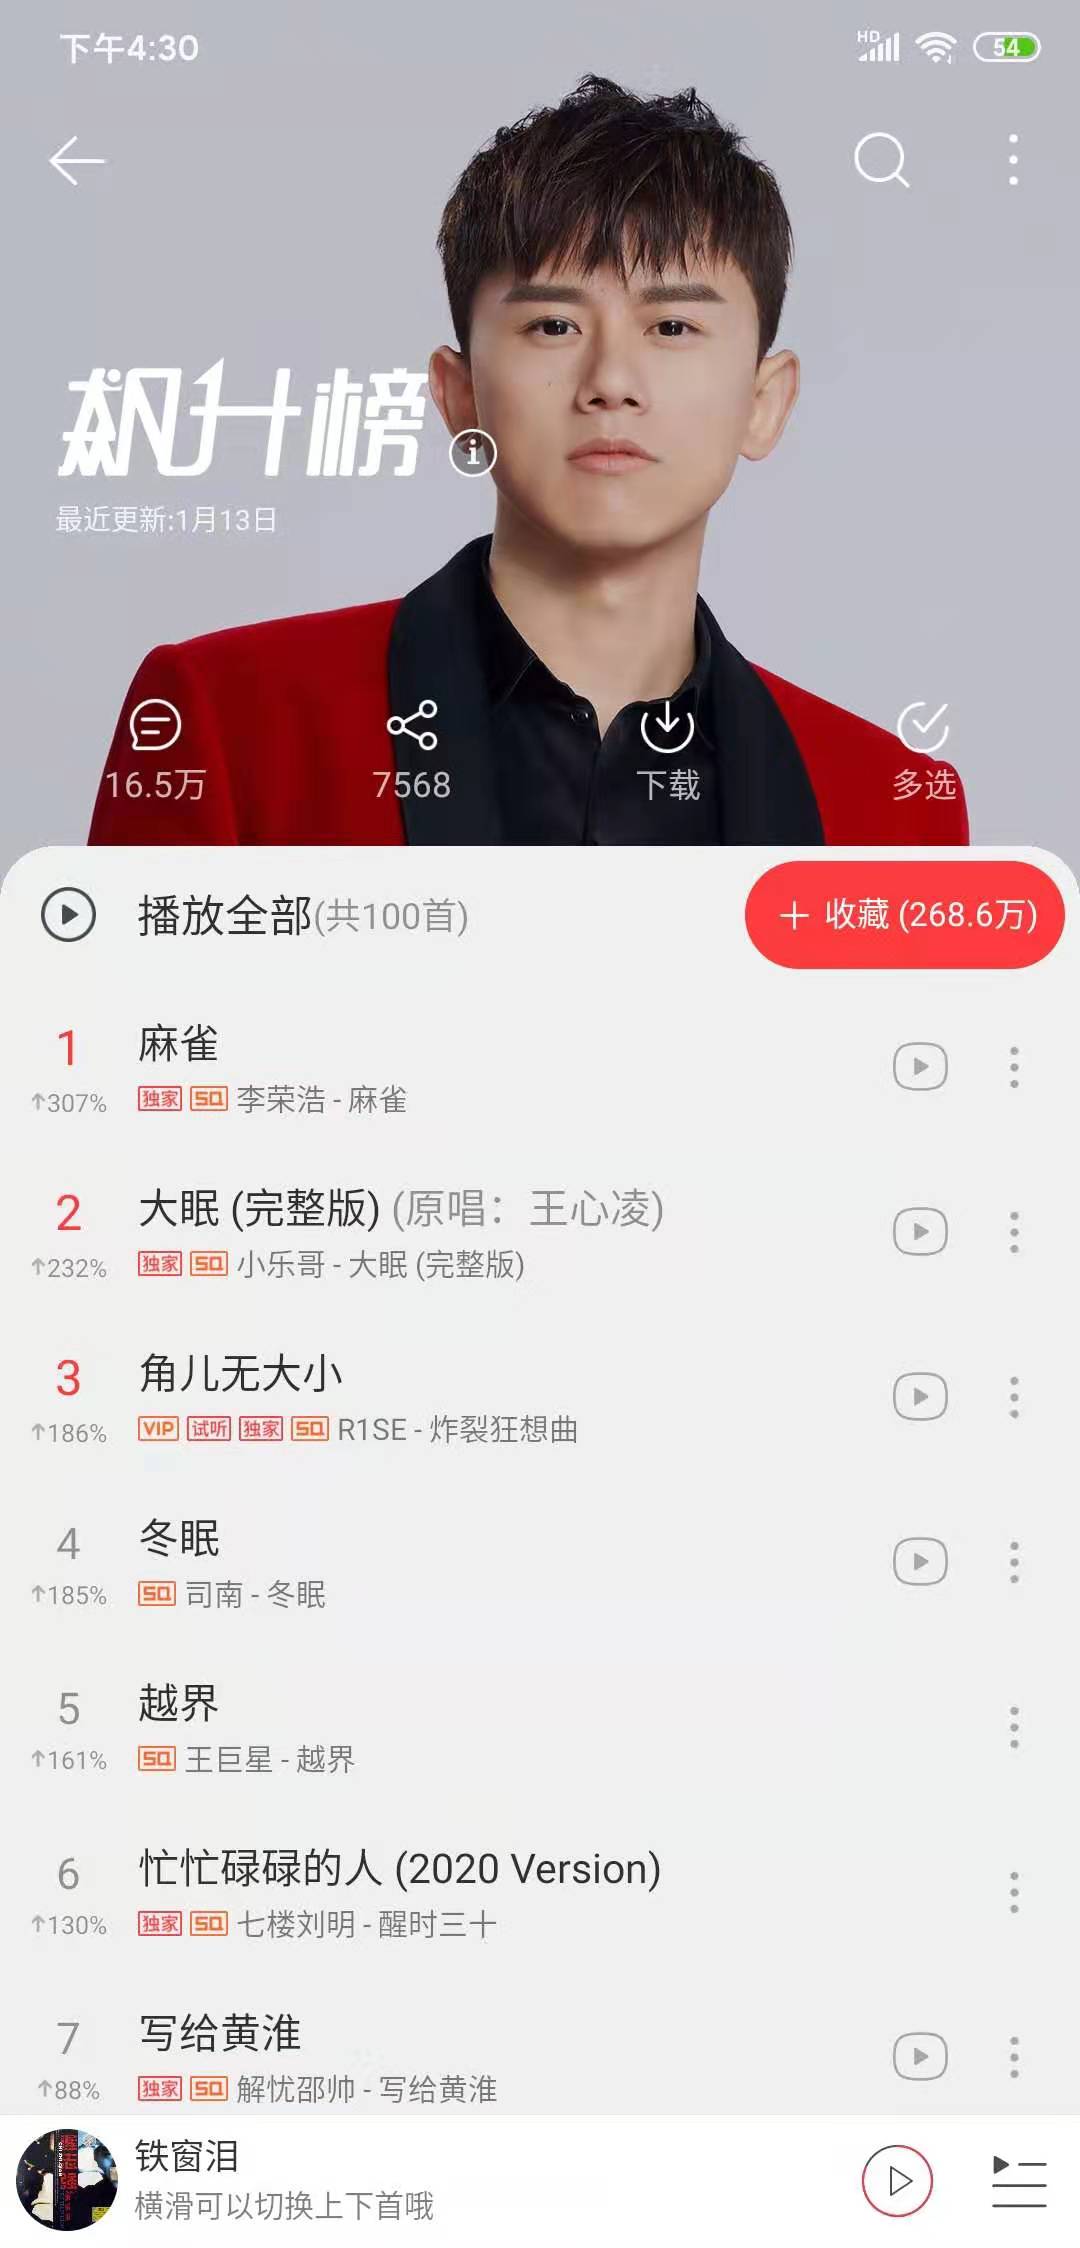 下午4:30
HD
54
飙升榜
i
最近更新:1月13日
16.5万
7568
下载
多选
播放全部(共100首)
+ 收藏 (268.6万)
1
麻雀
↑307%
独家 SQ 李荣浩 - 麻雀
2
大眠 (完整版) (原唱：王心凌)
↑232%
独家 SQ 小乐哥 - 大眠 (完整版)
3
角儿无大小
↑186%
VIP 试听 独家 SQ R1SE - 炸裂狂想曲
4
冬眠
↑185%
SQ 司南 - 冬眠
5
越界
↑161%
SQ 王巨星 - 越界
6
忙忙碌碌的人 (2020 Version)
↑130%
独家 SQ 七楼刘明 - 醒时三十
7
写给黄淮
↑88%
独家 SQ 解忧邵帅 - 写给黄淮
铁窗泪
横滑可以切换上下首哦